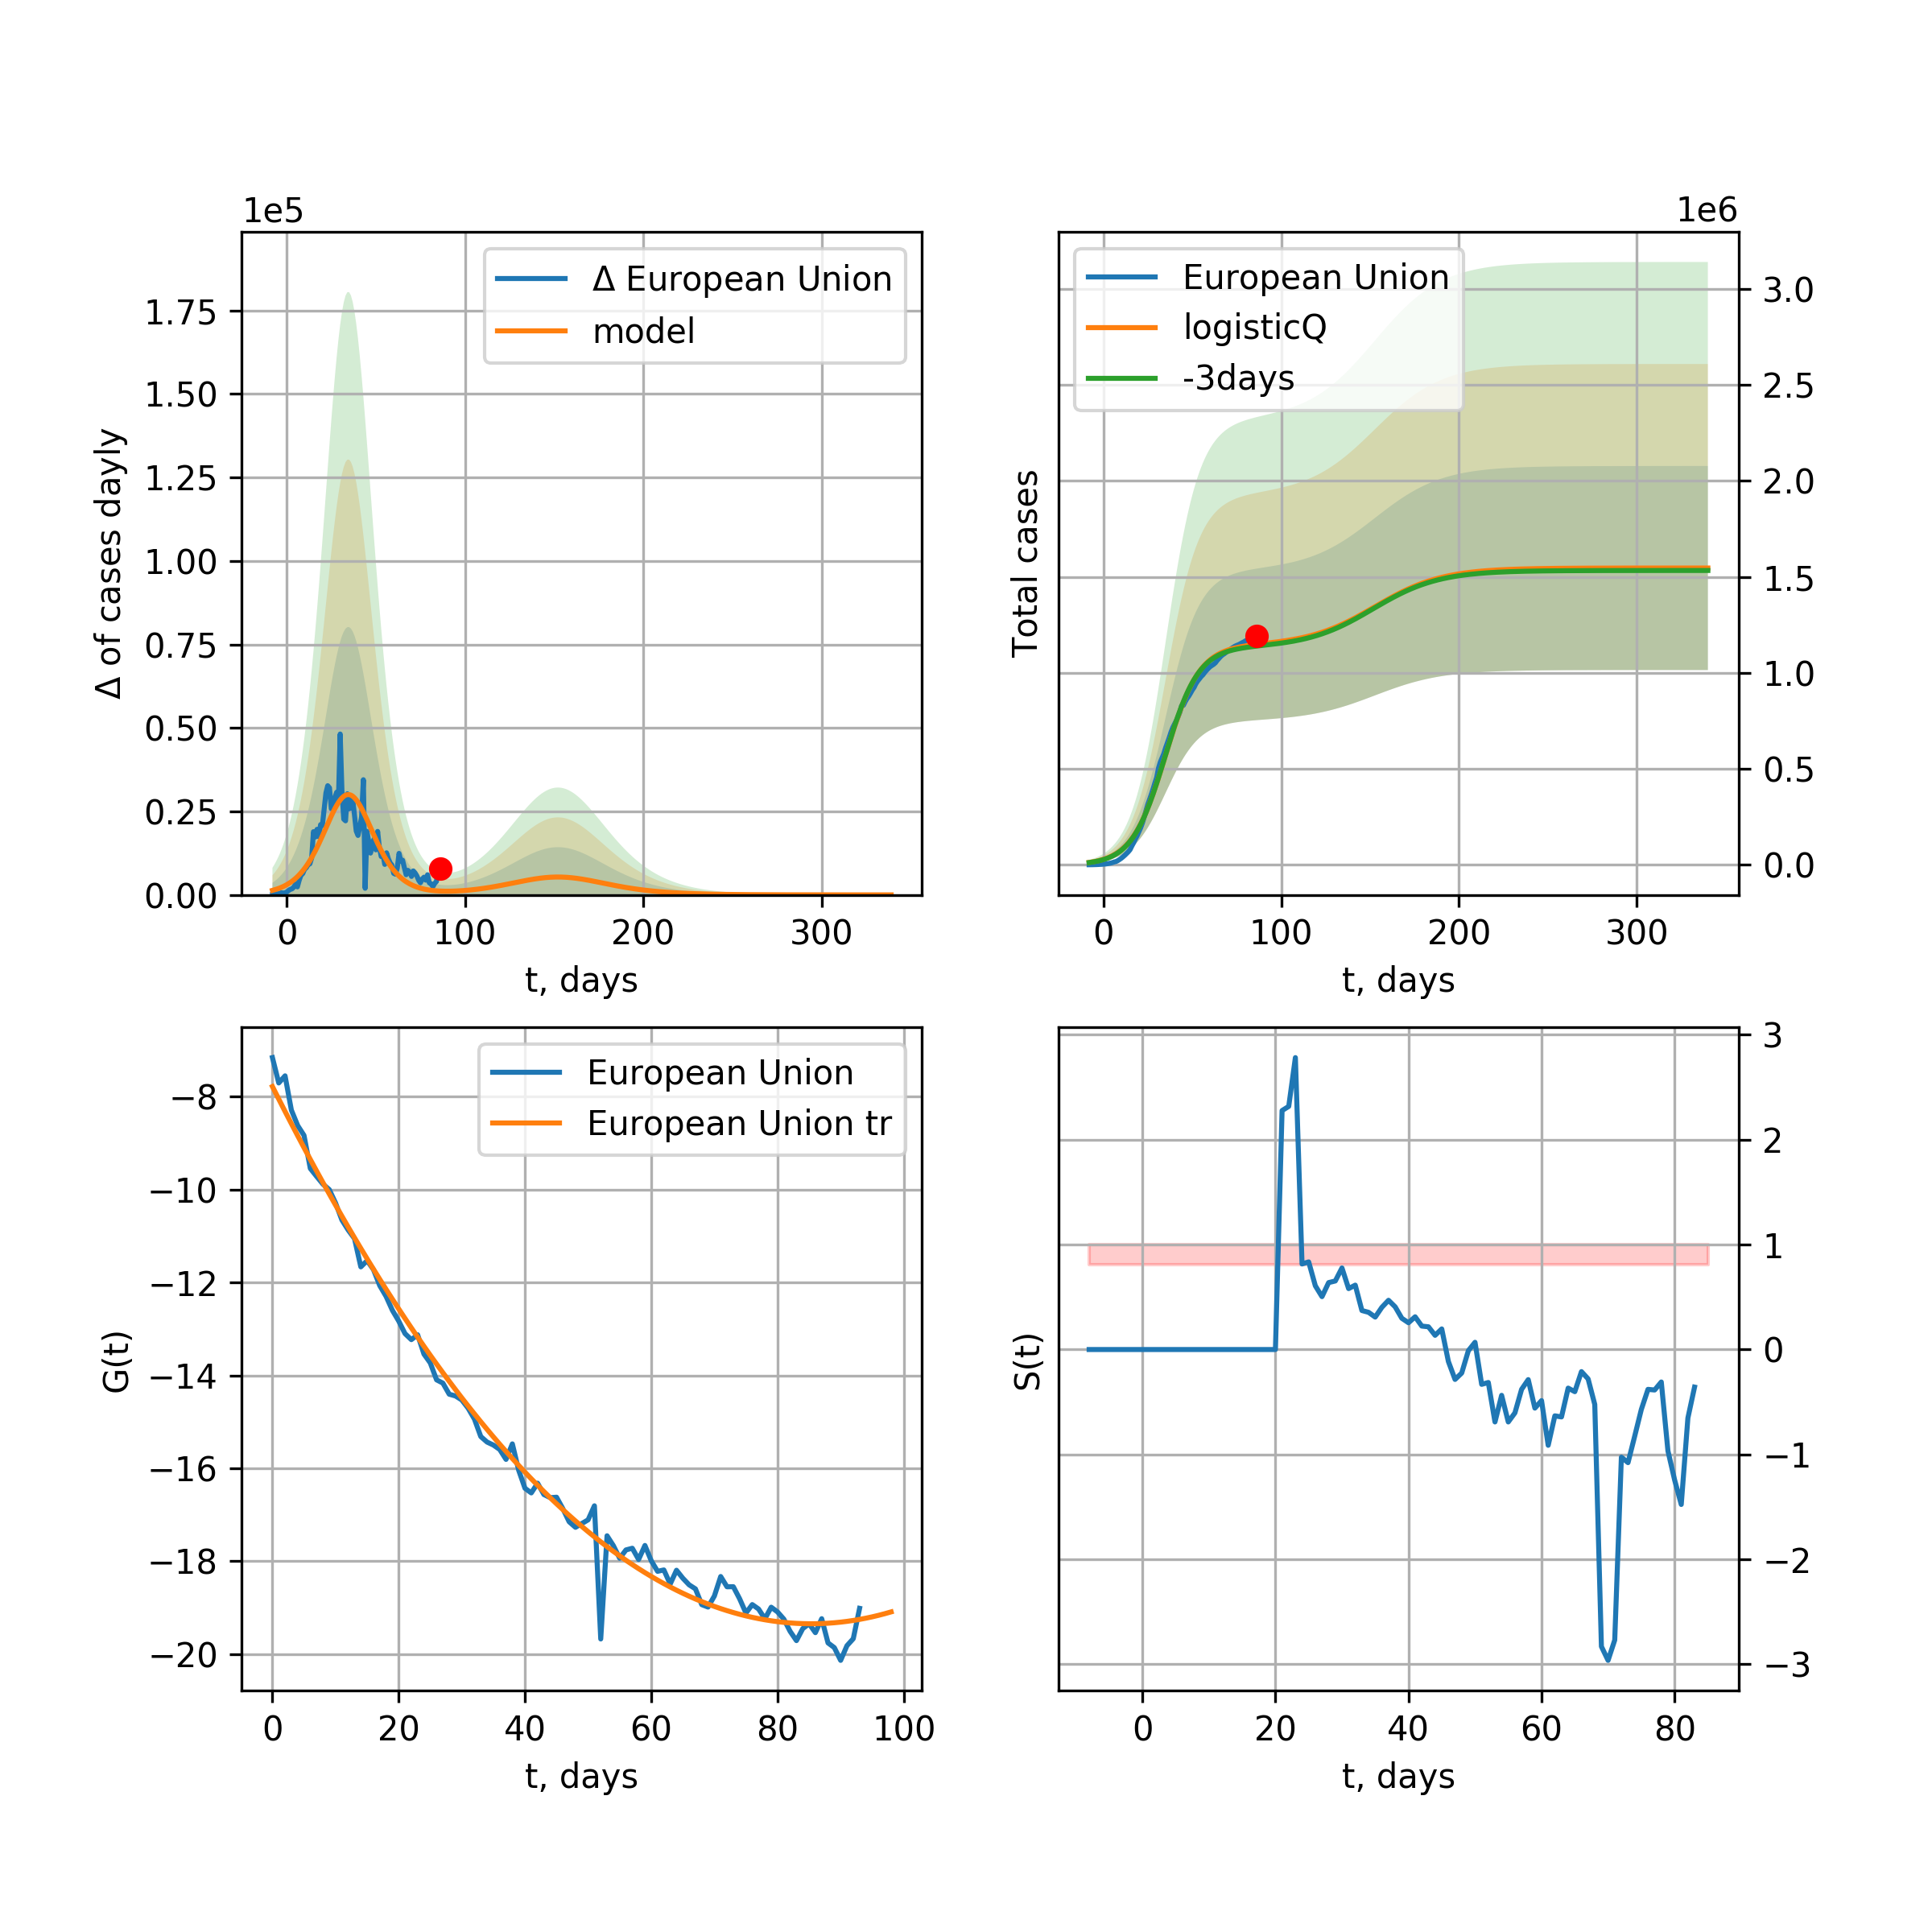 1e5
Δ European Union
model
1.75
1.50
1.25
1.00
0.75
0.50
0.25
0.00
Δ of cases dayly
0 100 200 300
t, days
1e6
European Union
logisticQ
-3days
3.0
2.5
2.0
1.5
1.0
0.5
0.0
Total cases
0 100 200 300
t, days
European Union
European Union tr
−8
−10
−12
−14
−16
−18
−20
G(t)
0 20 40 60 80 100
t, days
3
2
1
0
−1
−2
−3
S(t)
0 20 40 60 80
t, days